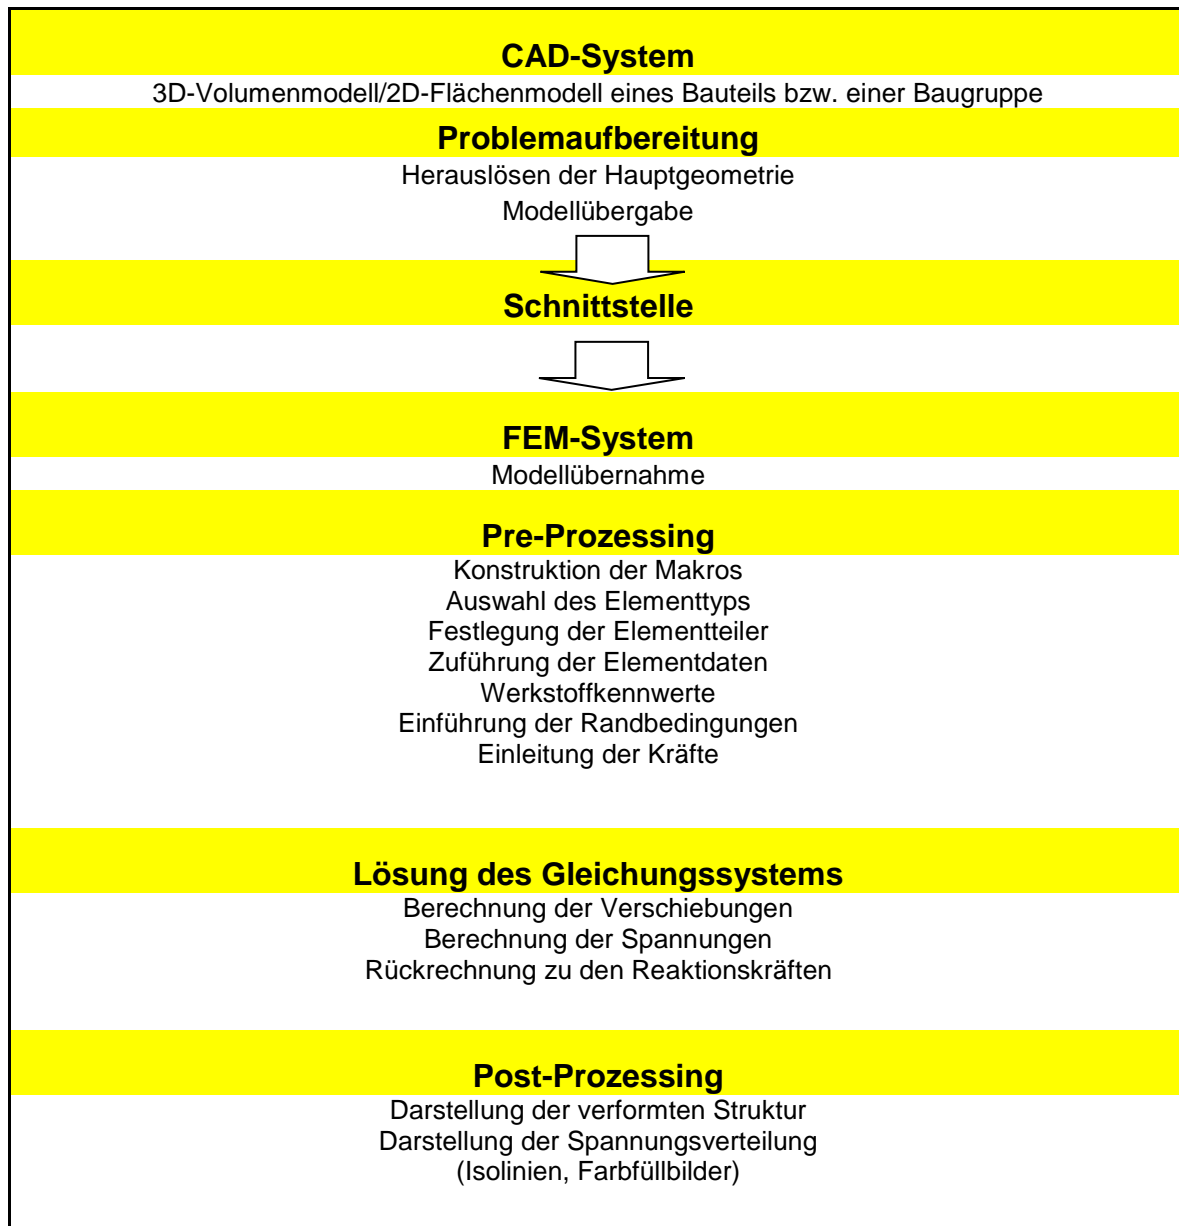 CAD-System
3D-Volumenmodell/2D-Flächenmodell eines Bauteils bzw. einer Baugruppe
Problemaufbereitung
Herauslösen der Hauptgeometrie
Modellübergabe
Schnittstelle
FEM-System
Modellübernahme
Pre-Prozessing
Konstruktion der Makros
Auswahl des Elementtyps
Festlegung der Elementteiler
Zuführung der Elementdaten
Werkstoffkennwerte
Einführung der Randbedingungen
Einleitung der Kräfte
Lösung des Gleichungssystems
Berechnung der Verschiebungen
Berechnung der Spannungen
Rückrechnung zu den Reaktionskräften
Post-Prozessing
Darstellung der verformten Struktur
Darstellung der Spannungsverteilung
(Isolinien, Farbfüllbilder)